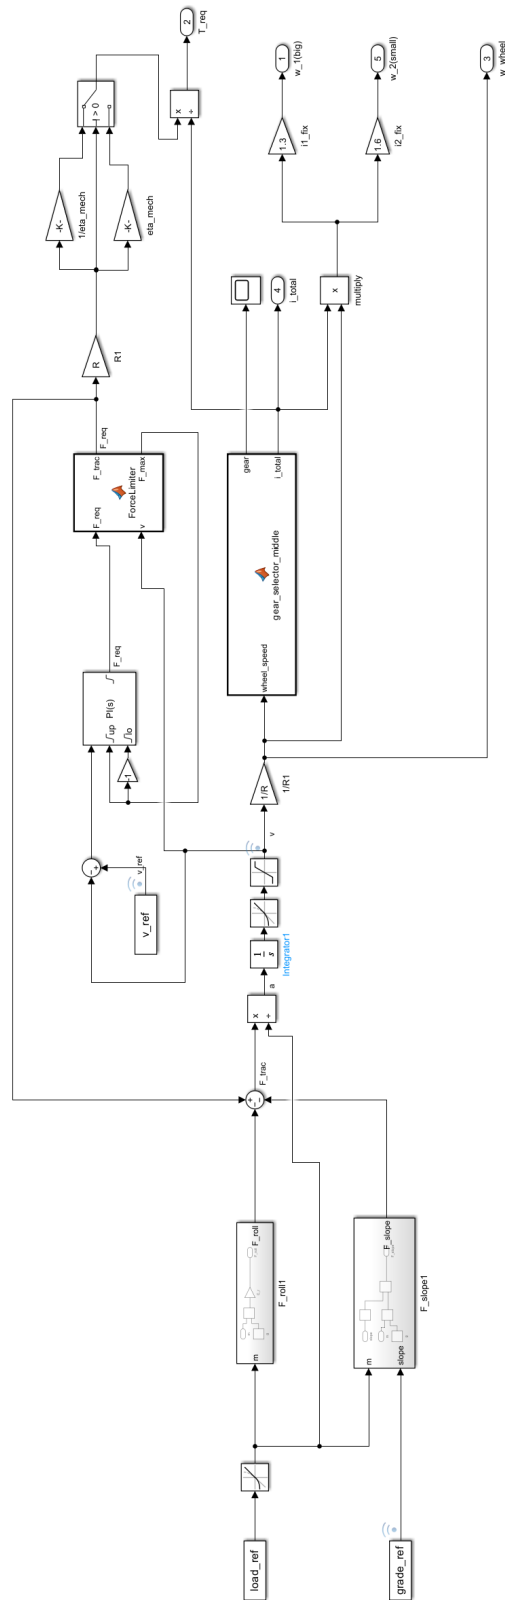 load_ref
grade_ref
m
F_roll
F_roll1
m
slope
F_slope
F_slope1
F_trac
x
÷
a
1
s
Integrator1
v
v_ref
v_ref
up
PI(s)
lo
-1
F_req
F_req
v
ForceLimiter
F_trac
F_max
F_req
R
R1
-K-
1/eta_mech
-K-
eta_mech
> 0
x
÷
2
T_req
1/R
1/R1
wheel_speed
gear_selector_middle
gear
i_total
4
i_total
x
multiply
1.3
i1_fix
1
w_1(big)
1.6
i2_fix
5
w_2(small)
3
w_wheel